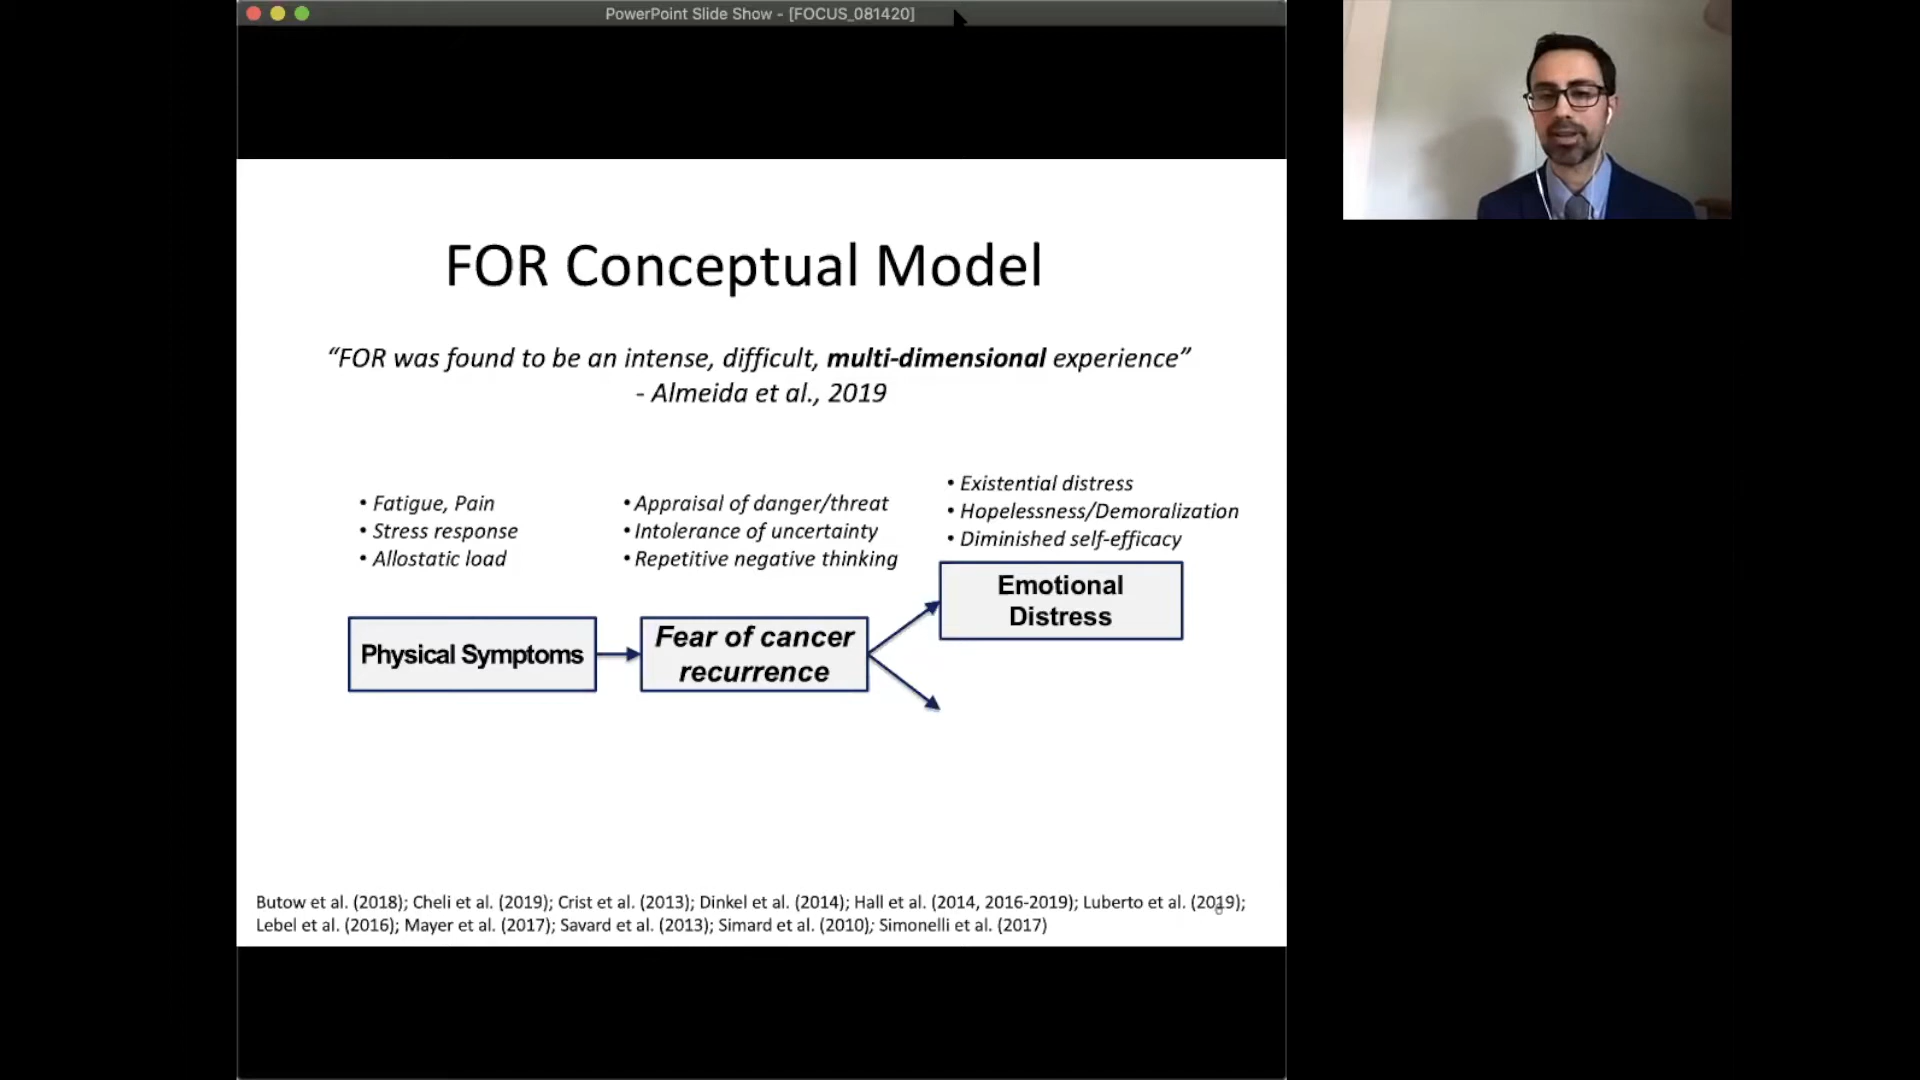 PowerPoint Slide Show - [FOCUS_081420]
FOR Conceptual Model
“FOR was found to be an intense, difficult, multi-dimensional experience”
- Almeida et al., 2019
• Fatigue, Pain
• Stress response
• Allostatic load
• Appraisal of danger/threat
• Intolerance of uncertainty
• Repetitive negative thinking
• Existential distress
• Hopelessness/Demoralization
• Diminished self-efficacy
Physical Symptoms
Fear of cancer
recurrence
Emotional
Distress
Butow et al. (2018); Cheli et al. (2019); Crist et al. (2013); Dinkel et al. (2014); Hall et al. (2014, 2016-2019); Luberto et al. (2019);
Lebel et al. (2016); Mayer et al. (2017); Savard et al. (2013); Simard et al. (2010); Simonelli et al. (2017)